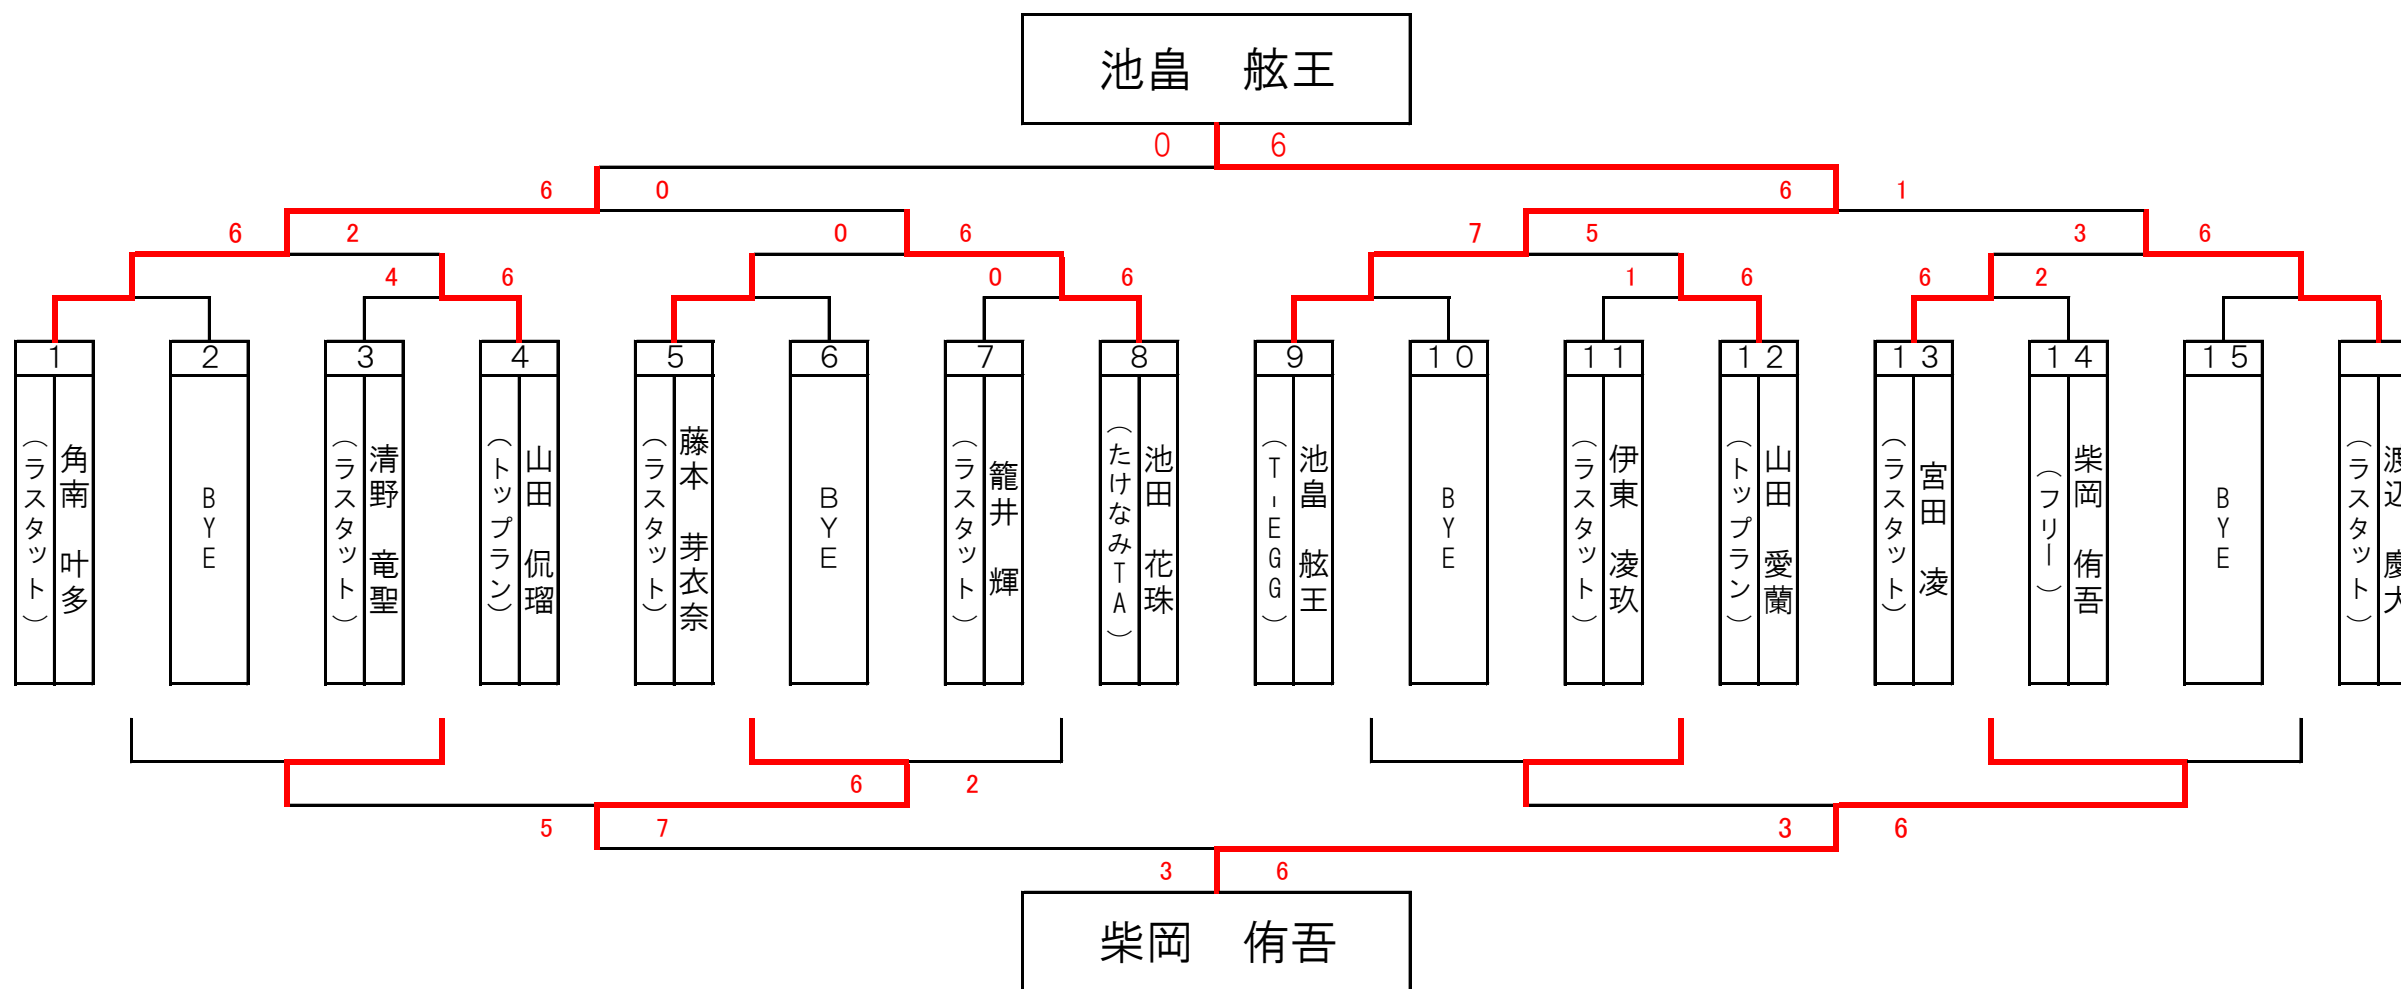 池畠　舷王
0 6
6 0 6 1
6 2 0 6 7 5 3 6
4 6 0 6 1 6 6 2
1 2 3 4 5 6 7 8 9 10 11 12 13 14 15
角南　叶多
（ラスタット）
BYE
清野　竜聖
（ラスタット）
山田　侃瑠
（トップラン）
藤本　芽衣奈
（ラスタット）
BYE
籠井　輝
（ラスタット）
池田　花珠
（たけなみTA）
池畠　舷王
（T-EGG）
BYE
伊東　凌玖
（ラスタット）
山田　愛蘭
（トップラン）
宮田　凌
（ラスタット）
柴岡　侑吾
（フリー）
BYE
渡辺　慶大
（ラスタット）
6 2
5 7 3 6
3 6
柴岡　侑吾